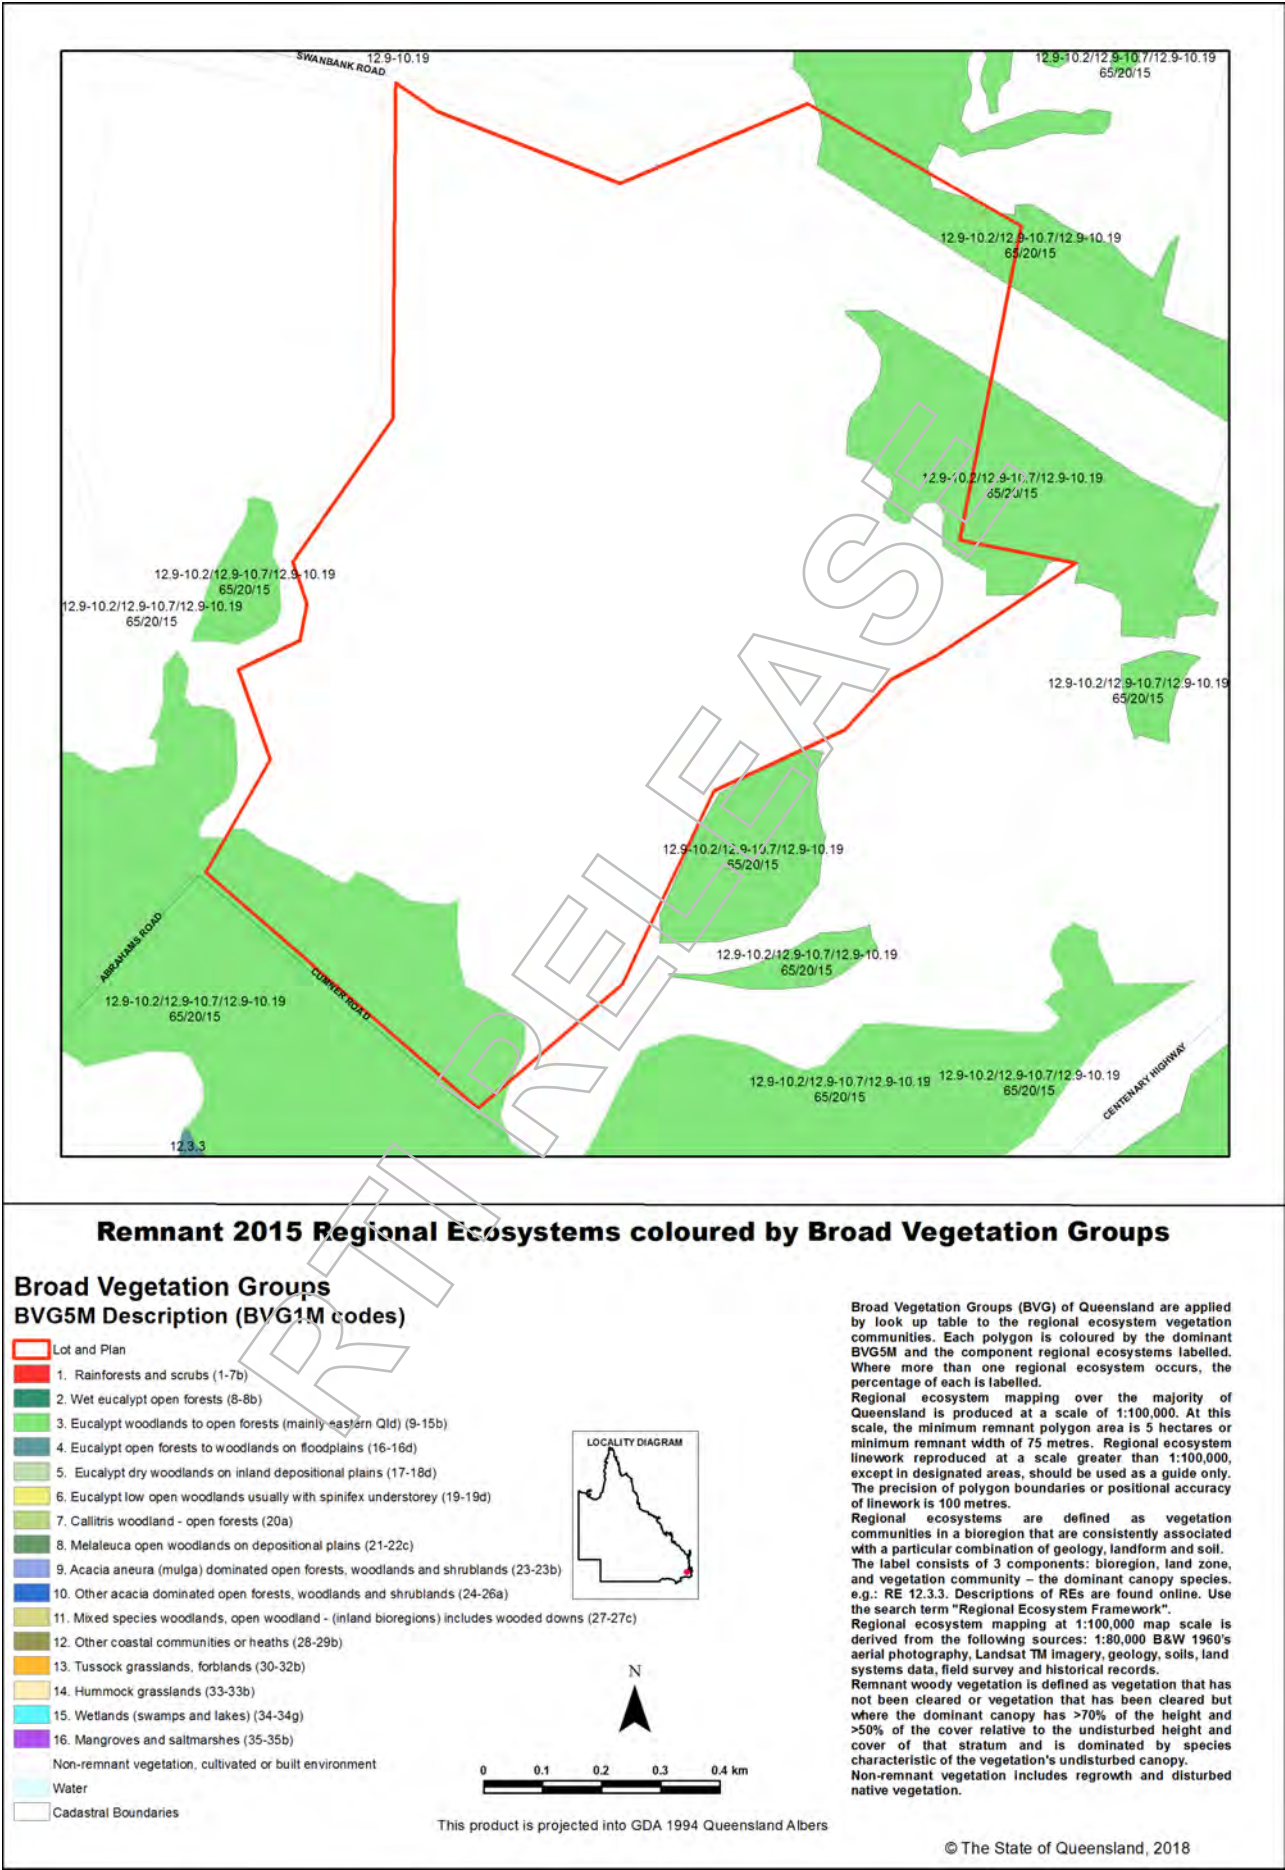 SWANBANK ROAD
12.9-10.19
12.9-10.2/12.9-10.7/12.9-10.19
65/20/15
12.9-10.2/12.9-10.7/12.9-10.19
65/20/15
12.9-10.2/12.9-10.7/12.9-10.19
65/20/15
12.9-10.2/12.9-10.7/12.9-10.19
65/20/15
12.9-10.2/12.9-10.7/12.9-10.19
65/20/15
12.9-10.2/12.9-10.7/12.9-10.19
65/20/15
12.9-10.2/12.9-10.7/12.9-10.19
65/20/15
12.9-10.2/12.9-10.7/12.9-10.19
65/20/15
ABRAHAMS ROAD
CUMNER ROAD
12.9-10.2/12.9-10.7/12.9-10.19
65/20/15
12.9-10.2/12.9-10.7/12.9-10.19
65/20/15
12.9-10.2/12.9-10.7/12.9-10.19
65/20/15
CENTENARY HIGHWAY
12.3.3
RTI RELEASE
Remnant 2015 Regional Ecosystems coloured by Broad Vegetation Groups
Broad Vegetation Groups
BVG5M Description (BVG1M codes)
Lot and Plan
1. Rainforests and scrubs (1-7b)
2. Wet eucalypt open forests (8-8b)
3. Eucalypt woodlands to open forests (mainly eastern Qld) (9-15b)
4. Eucalypt open forests to woodlands on floodplains (16-16d)
5. Eucalypt dry woodlands on inland depositional plains (17-18d)
6. Eucalypt low open woodlands usually with spinifex understorey (19-19d)
7. Callitris woodland - open forests (20a)
8. Melaleuca open woodlands on depositional plains (21-22c)
9. Acacia aneura (mulga) dominated open forests, woodlands and shrublands (23-23b)
10. Other acacia dominated open forests, woodlands and shrublands (24-26a)
11. Mixed species woodlands, open woodland - (inland bioregions) includes wooded downs (27-27c)
12. Other coastal communities or heaths (28-29b)
13. Tussock grasslands, forblands (30-32b)
14. Hummock grasslands (33-33b)
15. Wetlands (swamps and lakes) (34-34g)
16. Mangroves and saltmarshes (35-35b)
Non-remnant vegetation, cultivated or built environment
Water
Cadastral Boundaries
LOCALITY DIAGRAM
N
0 0.1 0.2 0.3 0.4 km
This product is projected into GDA 1994 Queensland Albers
Broad Vegetation Groups (BVG) of Queensland are applied
by look up table to the regional ecosystem vegetation
communities. Each polygon is coloured by the dominant
BVG5M and the component regional ecosystems labelled.
Where more than one regional ecosystem occurs, the
percentage of each is labelled.
Regional ecosystem mapping over the majority of
Queensland is produced at a scale of 1:100,000. At this
scale, the minimum remnant polygon area is 5 hectares or
minimum remnant width of 75 metres. Regional ecosystem
linework reproduced at a scale greater than 1:100,000,
except in designated areas, should be used as a guide only.
The precision of polygon boundaries or positional accuracy
of linework is 100 metres.
Regional ecosystems are defined as vegetation
communities in a bioregion that are consistently associated
with a particular combination of geology, landform and soil.
The label consists of 3 components: bioregion, land zone,
and vegetation community – the dominant canopy species.
e.g.: RE 12.3.3. Descriptions of REs are found online. Use
the search term "Regional Ecosystem Framework".
Regional ecosystem mapping at 1:100,000 map scale is
derived from the following sources: 1:80,000 B&W 1960's
aerial photography, Landsat TM imagery, geology, soils, land
systems data, field survey and historical records.
Remnant woody vegetation is defined as vegetation that has
not been cleared or vegetation that has been cleared but
where the dominant canopy has >70% of the height and
>50% of the cover relative to the undisturbed height and
cover of that stratum and is dominated by species
characteristic of the vegetation's undisturbed canopy.
Non-remnant vegetation includes regrowth and disturbed
native vegetation.
© The State of Queensland, 2018